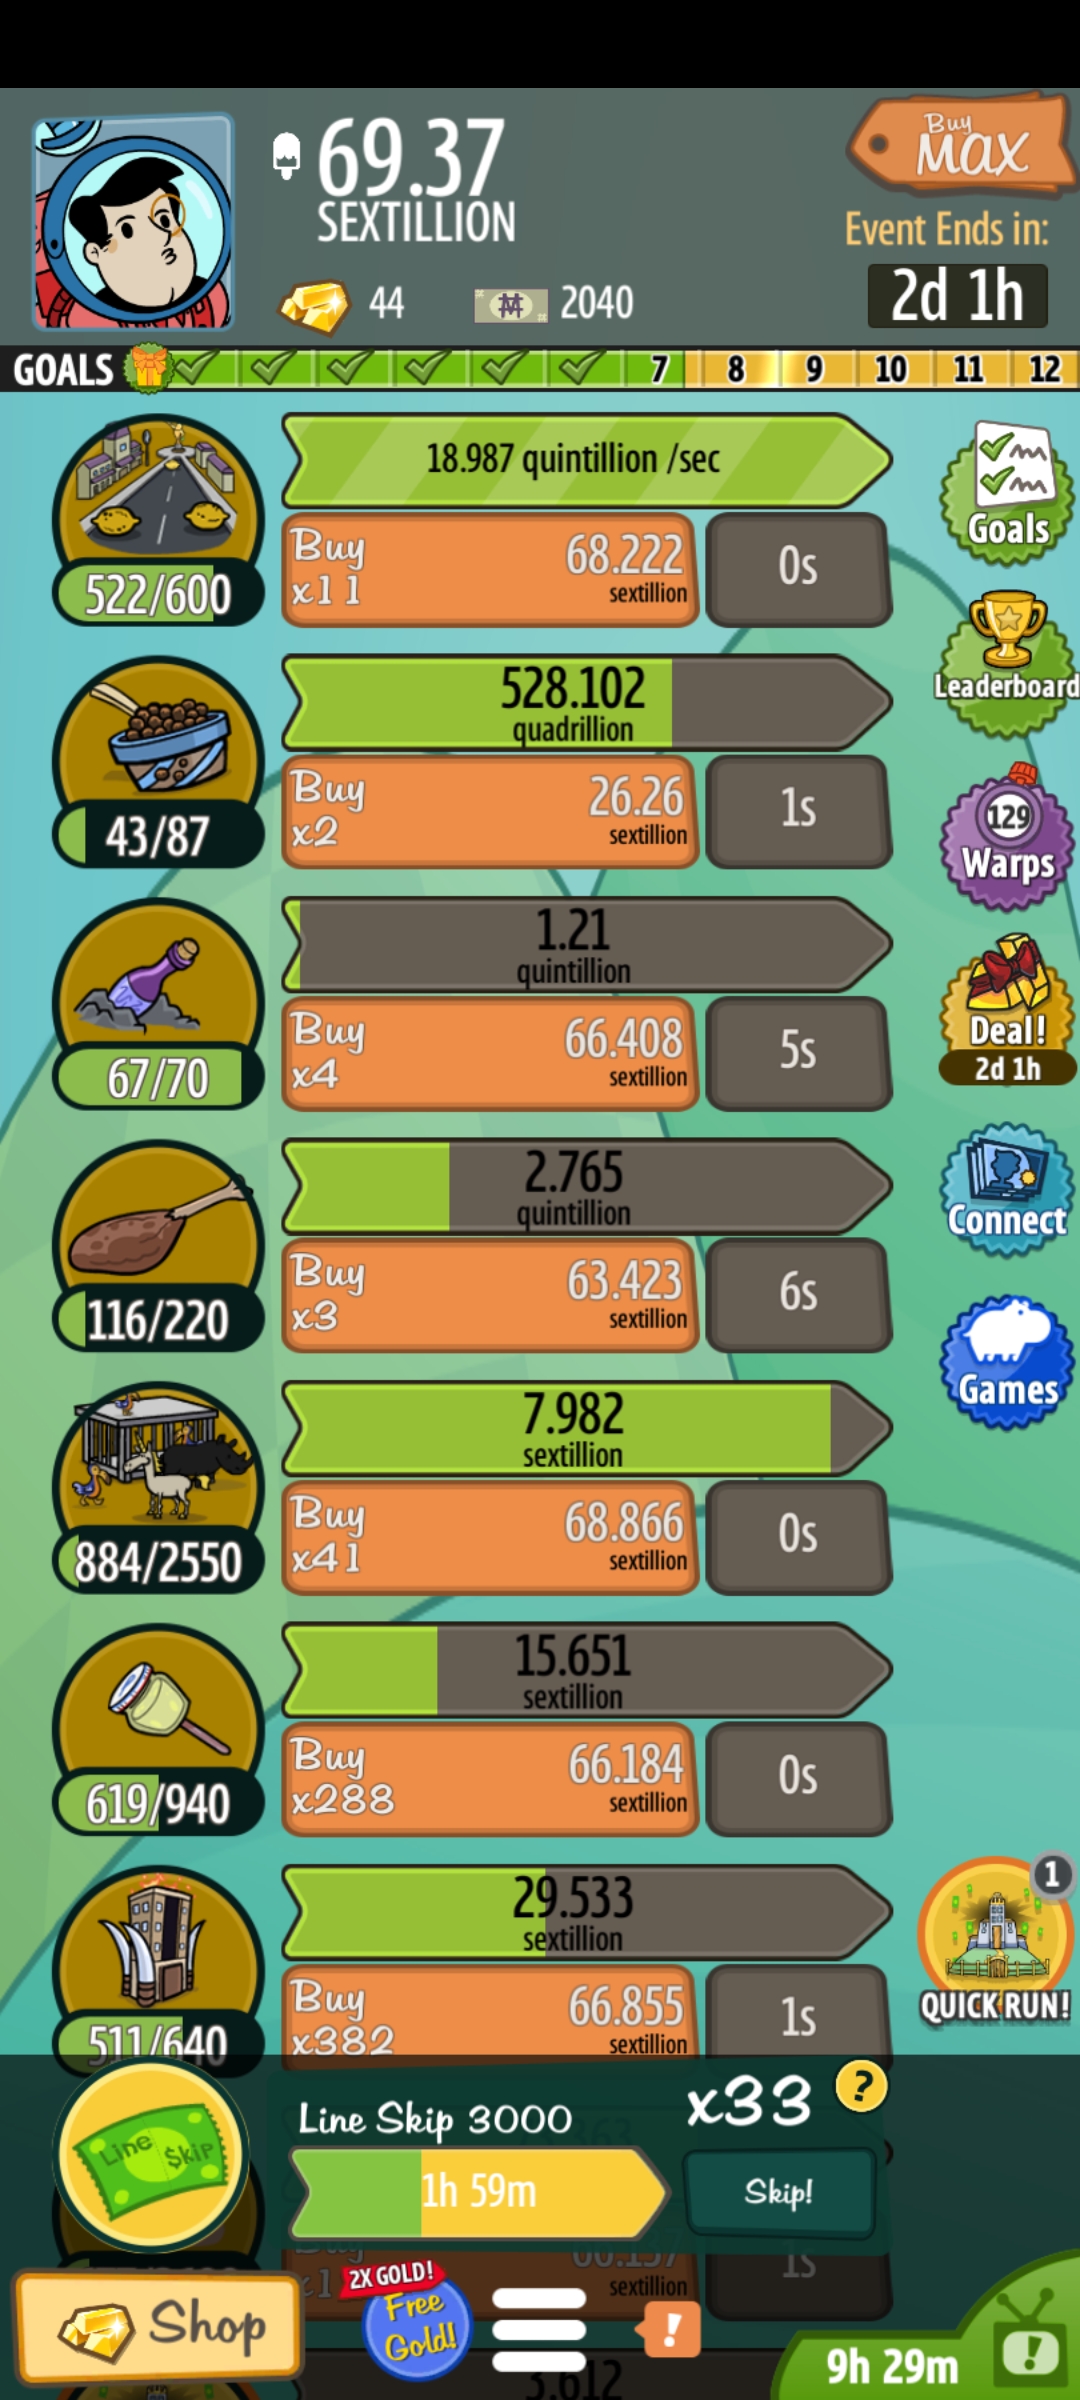 69.37
SEXTILLION
Buy
MAX
Event Ends in:
2d 1h
44
2040
GOALS
7
8
9
10
11
12
18.987 quintillion /sec
Buy
x11
68.222
sextillion
0s
522/600
Goals
528.102
quadrillion
Buy
x2
26.26
sextillion
1s
43/87
Leaderboard
1.21
quintillion
Buy
x4
66.408
sextillion
5s
67/70
129
Warps
Deal!
2d 1h
2.765
quintillion
Buy
x3
63.423
sextillion
6s
116/220
Connect
7.982
sextillion
Buy
x41
68.866
sextillion
0s
884/2550
Games
15.651
sextillion
Buy
x288
66.184
sextillion
0s
619/940
29.533
sextillion
Buy
x382
66.855
sextillion
1s
511/640
1
QUICK RUN!
Line Skip
Line Skip 3000
x33
?
1h 59m
Skip!
sextillion
1s
Shop
2X GOLD!
Free
Gold!
!
9h 29m
!
3.612